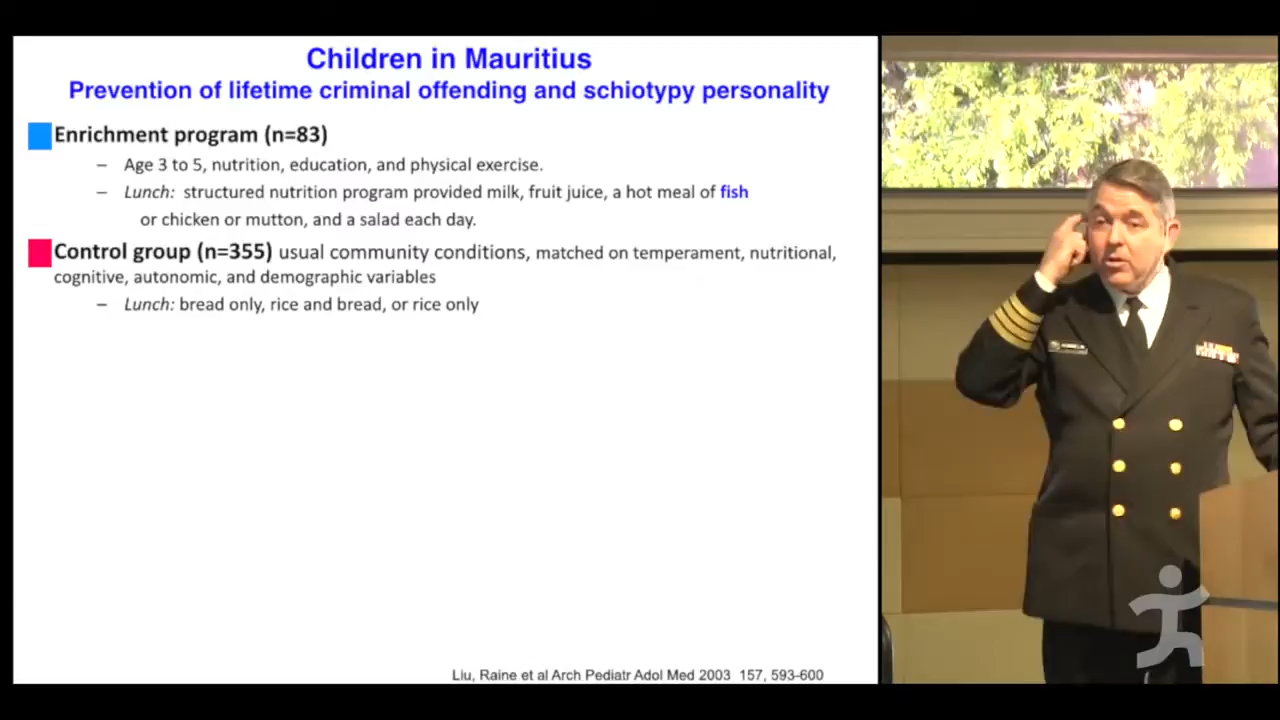 Children in Mauritius
Prevention of lifetime criminal offending and schiotypy personality
Enrichment program (n=83)
– Age 3 to 5, nutrition, education, and physical exercise.
– Lunch: structured nutrition program provided milk, fruit juice, a hot meal of fish
or chicken or mutton, and a salad each day.
Control group (n=355) usual community conditions, matched on temperament, nutritional,
cognitive, autonomic, and demographic variables
– Lunch: bread only, rice and bread, or rice only
Liu, Raine et al Arch Pediatr Adol Med 2003 157, 593-600